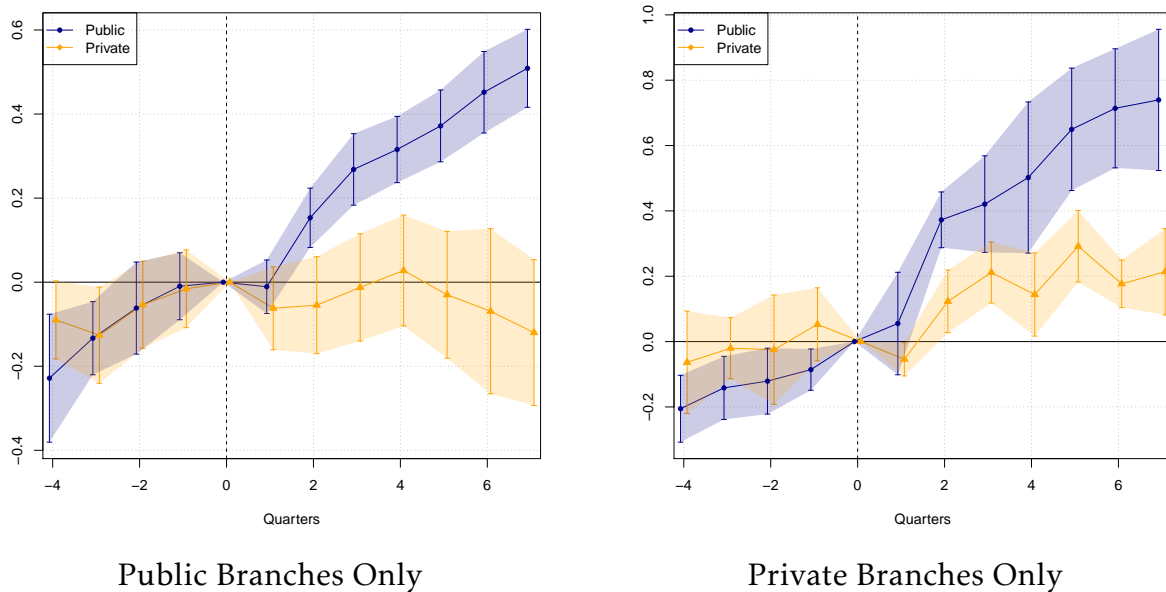 Public
Private
0.6
0.4
0.2
0.0
−0.2
−0.4
−4 −2 0 2 4 6
Quarters
Public Branches Only
Public
Private
1.0
0.8
0.6
0.4
0.2
0.0
−0.2
−4 −2 0 2 4 6
Quarters
Private Branches Only